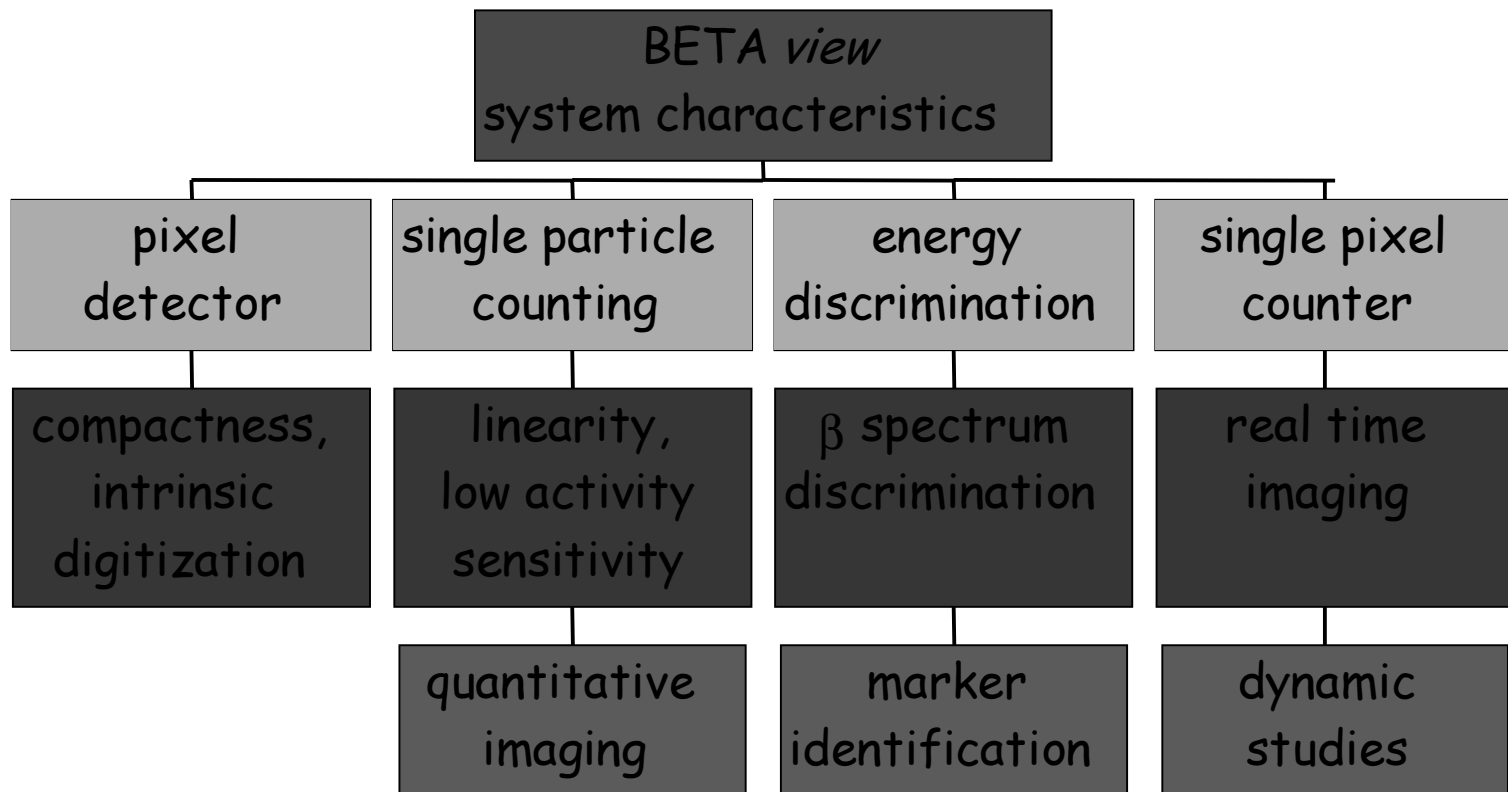 BETA view
system characteristics
pixel
detector
single particle
counting
energy
discrimination
single pixel
counter
compactness,
intrinsic
digitization
linearity,
low activity
sensitivity
β spectrum
discrimination
real time
imaging
quantitative
imaging
marker
identification
dynamic
studies